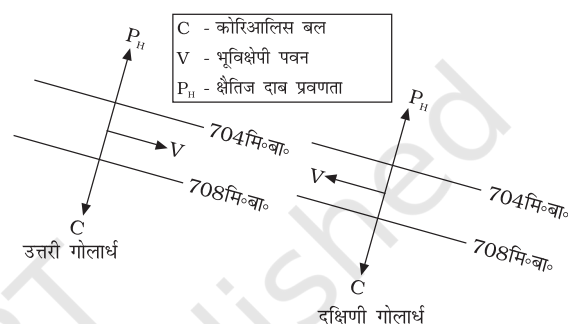 C - कोरिआलिस बल
V - भूविक्षेपी पवन
P_H - क्षैतिज दाब प्रवणता
P_H
704मि॰बा॰
V
708मि॰बा॰
C
उत्तरी गोलार्ध
P_H
704मि॰बा॰
V
708मि॰बा॰
C
दक्षिणी गोलार्ध